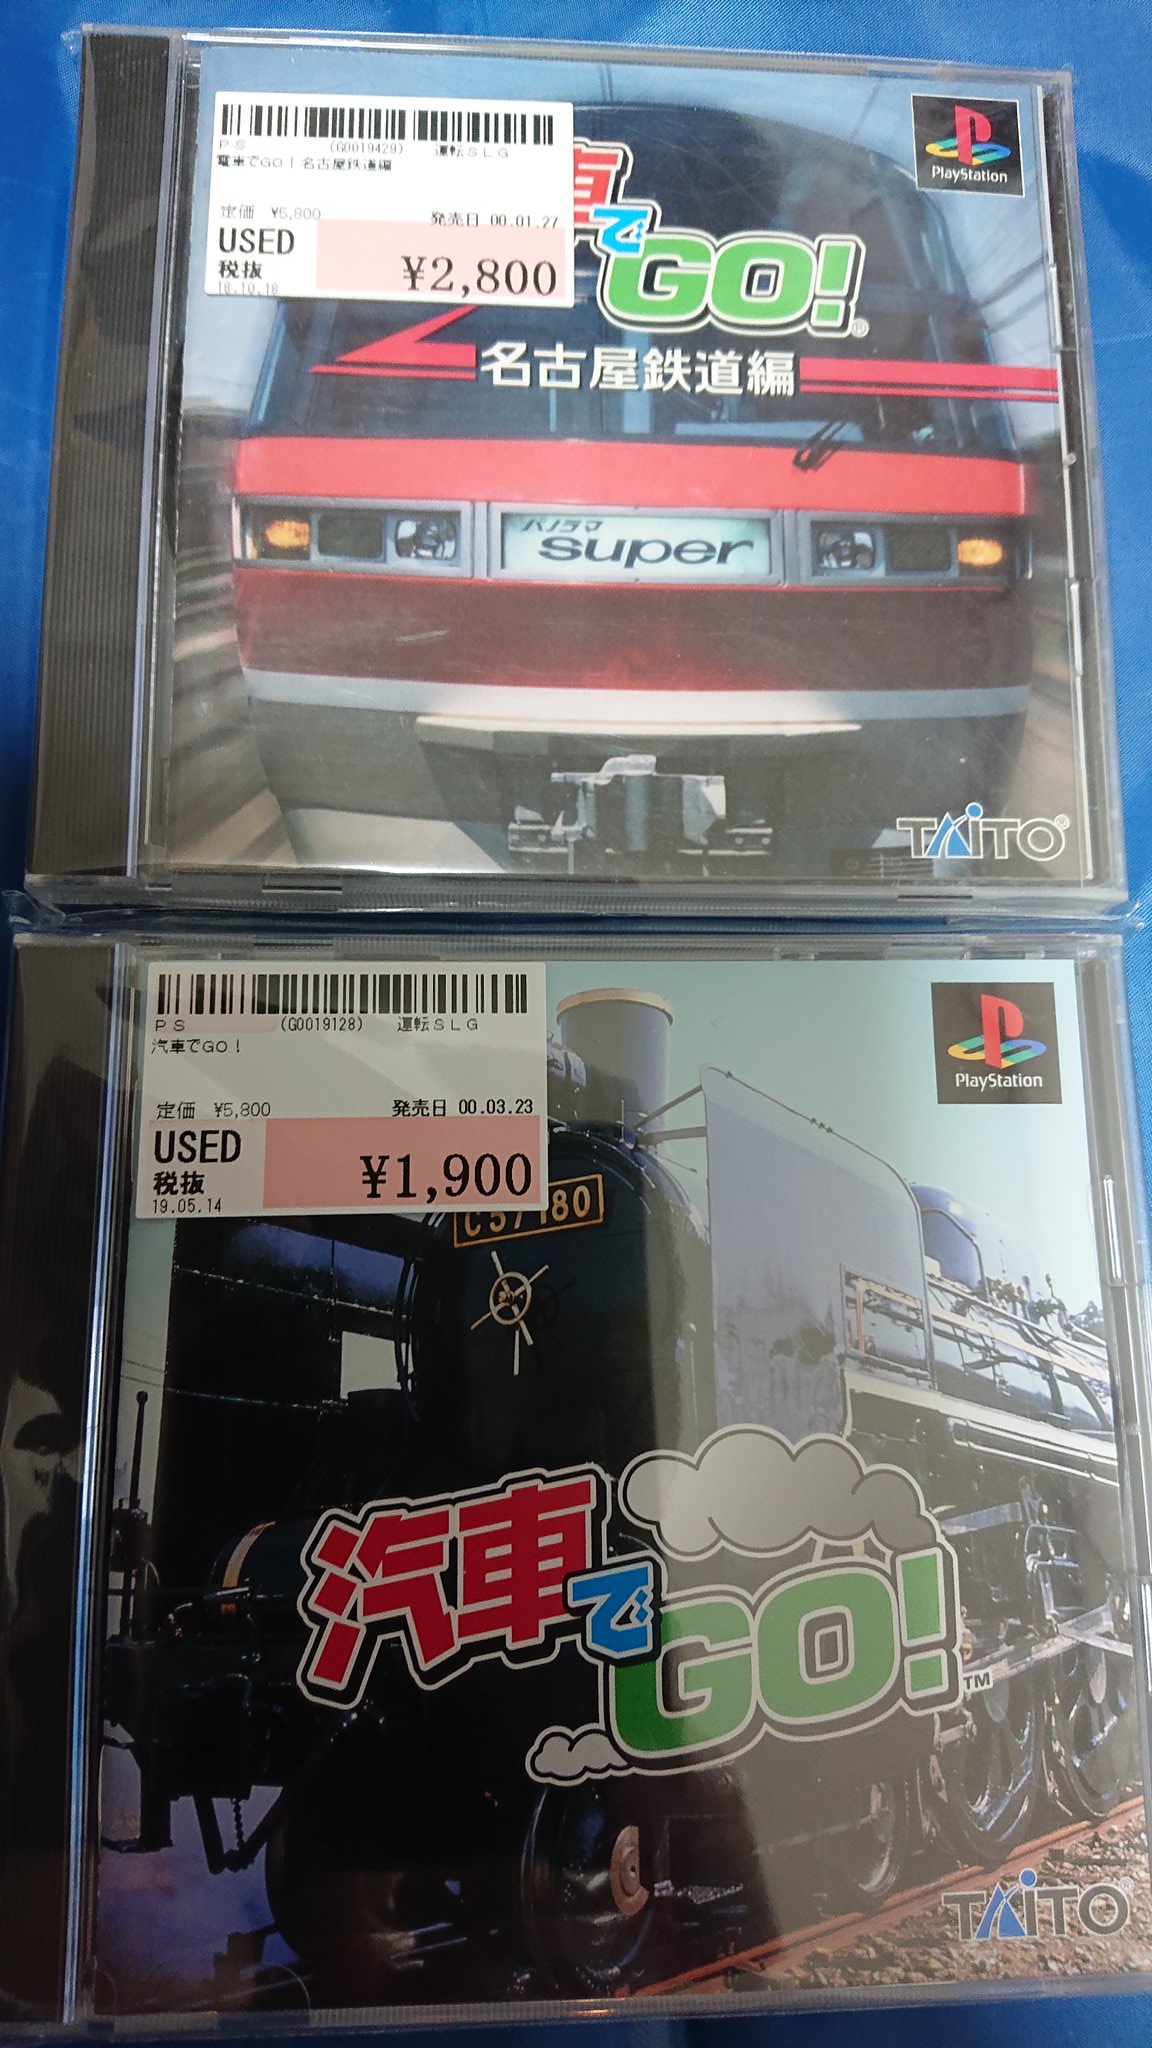 PS (G0019429) 運転SLG
電車でGO！名古屋鉄道編
定価 ¥5,800 発売日 00.01.27
USED
税抜
¥2,800
18.10.18
PlayStation
車でGO!®
名古屋鉄道編
パノラマ
super
TAITO®
PS (G0019128) 運転SLG
汽車でGO！
定価 ¥5,800 発売日 00.03.23
USED
税抜
¥1,900
19.05.14
PlayStation
C57180
汽車でGO!™
TAITO®